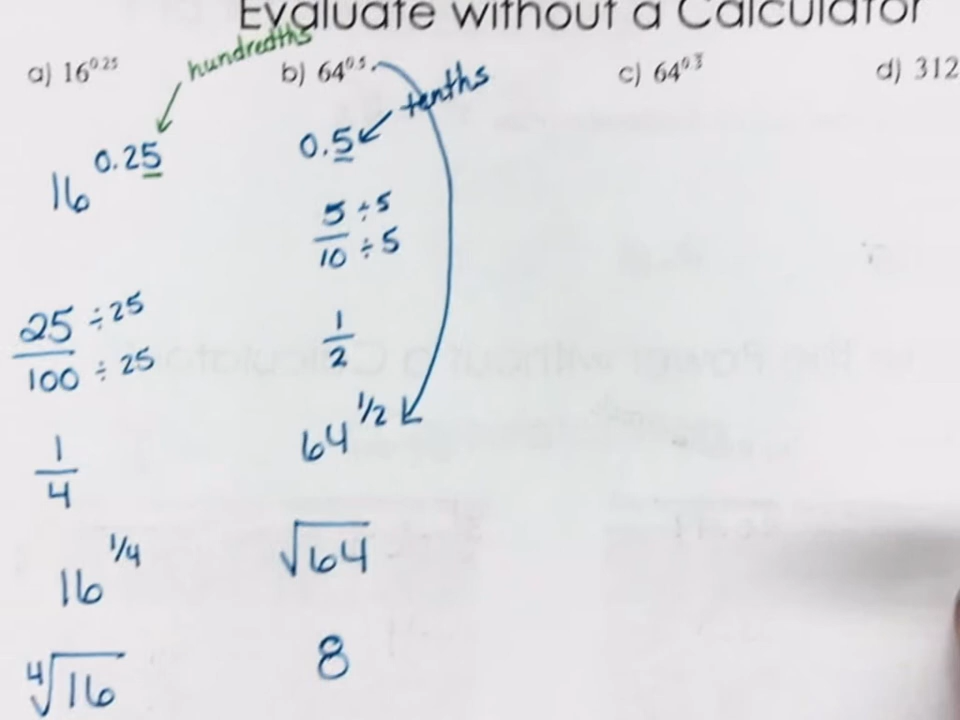 Evaluate without a Calculator
a) 16^0.25
hundredths
b) 64^0.5
c) 64^0.3̅
d) 312
tenths
16^0.25
0.5
25 ÷ 25
100 ÷ 25
5 ÷ 5
10 ÷ 5
1
4
1
2
64^1/2
16^1/4
√64
∜16
8